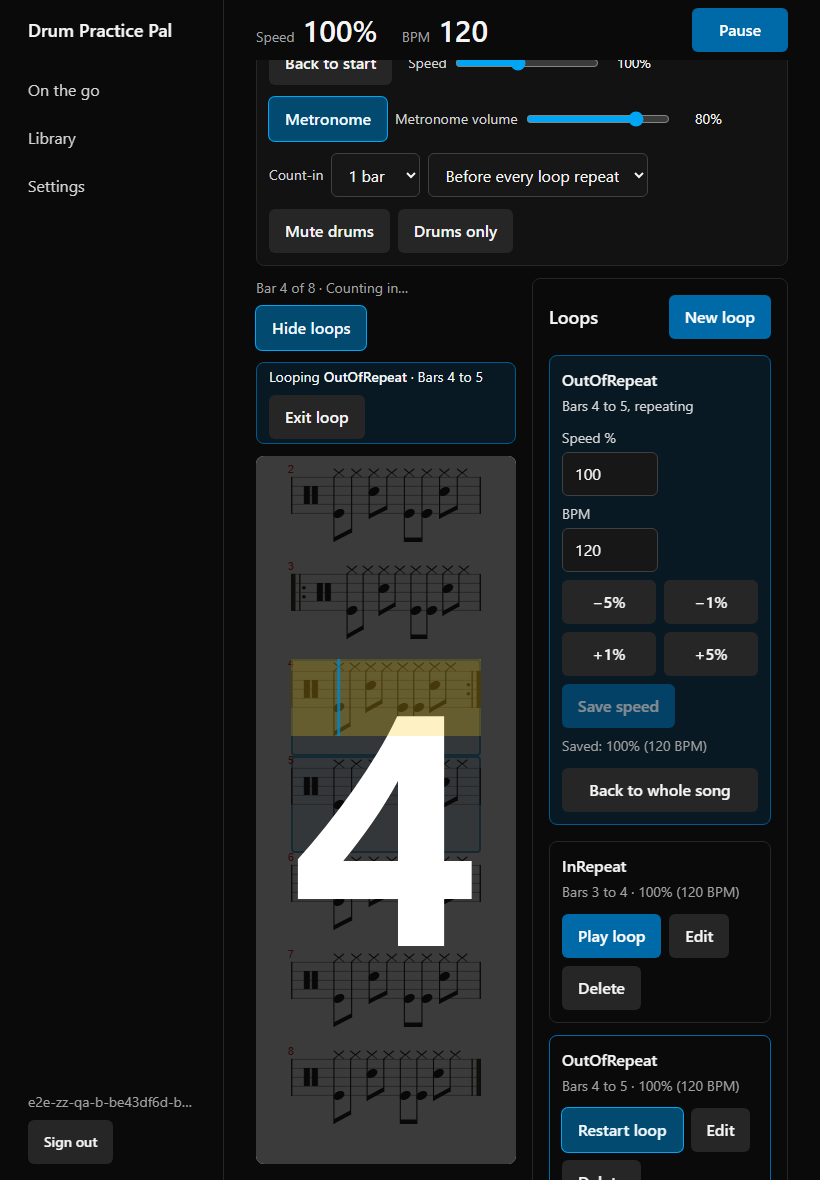 Drum Practice Pal
On the go
Library
Settings
e2e-zz-qa-b-be43df6d-b...
Sign out
Speed 100% BPM 120
Pause
Back to start Speed 100%
Metronome Metronome volume 80%
Count-in 1 bar Before every loop repeat
Mute drums Drums only
Bar 4 of 8 · Counting in...
Hide loops
Looping OutOfRepeat · Bars 4 to 5
Exit loop
2
3
4
5
6
7
8
4
Loops
New loop
OutOfRepeat
Bars 4 to 5, repeating
Speed %
100
BPM
120
−5% −1%
+1% +5%
Save speed
Saved: 100% (120 BPM)
Back to whole song
InRepeat
Bars 3 to 4 · 100% (120 BPM)
Play loop Edit
Delete
OutOfRepeat
Bars 4 to 5 · 100% (120 BPM)
Restart loop Edit
Delete